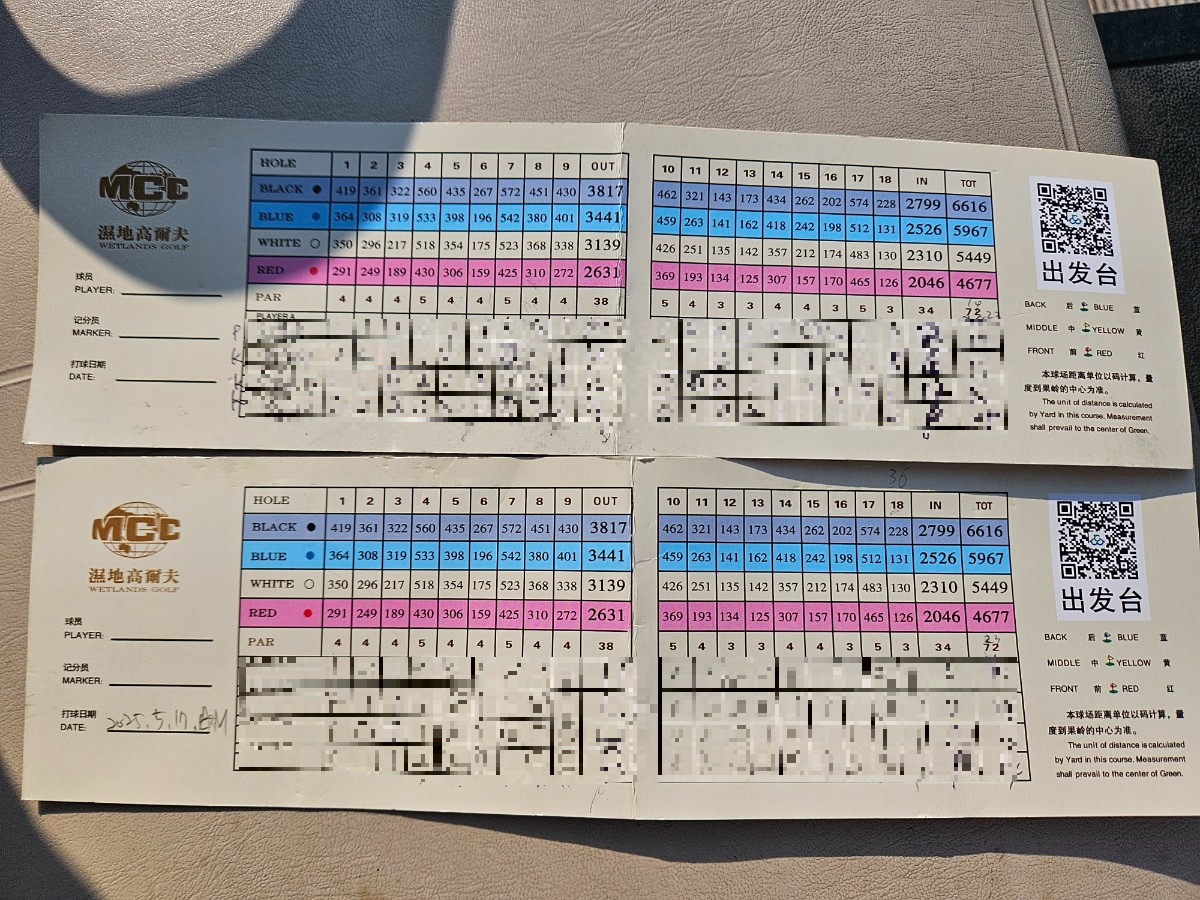 MCC
濕地高爾夫
WETLANDS GOLF
球员
PLAYER:
记分员
MARKER:
打球日期
DATE:
HOLE 1 2 3 4 5 6 7 8 9 OUT
BLACK 419 361 322 560 435 267 572 451 430 3817
BLUE 364 308 319 533 398 196 542 380 401 3441
WHITE 350 296 217 518 354 175 523 368 338 3139
RED 291 249 189 430 306 159 425 310 272 2631
PAR 4 4 4 5 4 4 5 4 4 38
PLAYER A
10 11 12 13 14 15 16 17 18 IN TOT
462 321 143 173 434 262 202 574 228 2799 6616
459 263 141 162 418 242 198 512 131 2526 5967
426 251 135 142 357 212 174 483 130 2310 5449
369 193 134 125 307 157 170 465 126 2046 4677
5 4 3 3 4 4 3 5 3 34 72
出发台
BACK 后 BLUE 蓝
MIDDLE 中 YELLOW 黄
FRONT 前 RED 红
本球场距离单位以码计算，量
度到果岭的中心为准。
The unit of distance is calculated
by Yard in this course. Measurement
shall prevail to the center of Green.
MCC
濕地高爾夫
WETLANDS GOLF
球员
PLAYER:
记分员
MARKER:
打球日期
DATE: 2025.5.17.
HOLE 1 2 3 4 5 6 7 8 9 OUT
BLACK 419 361 322 560 435 267 572 451 430 3817
BLUE 364 308 319 533 398 196 542 380 401 3441
WHITE 350 296 217 518 354 175 523 368 338 3139
RED 291 249 189 430 306 159 425 310 272 2631
PAR 4 4 4 5 4 4 5 4 4 38
36
10 11 12 13 14 15 16 17 18 IN TOT
462 321 143 173 434 262 202 574 228 2799 6616
459 263 141 162 418 242 198 512 131 2526 5967
426 251 135 142 357 212 174 483 130 2310 5449
369 193 134 125 307 157 170 465 126 2046 4677
5 4 3 3 4 4 3 5 3 34 72
出发台
BACK 后 BLUE 蓝
MIDDLE 中 YELLOW 黄
FRONT 前 RED 红
本球场距离单位以码计算，量
度到果岭的中心为准。
The unit of distance is calculated
by Yard in this course. Measurement
shall prevail to the center of Green.